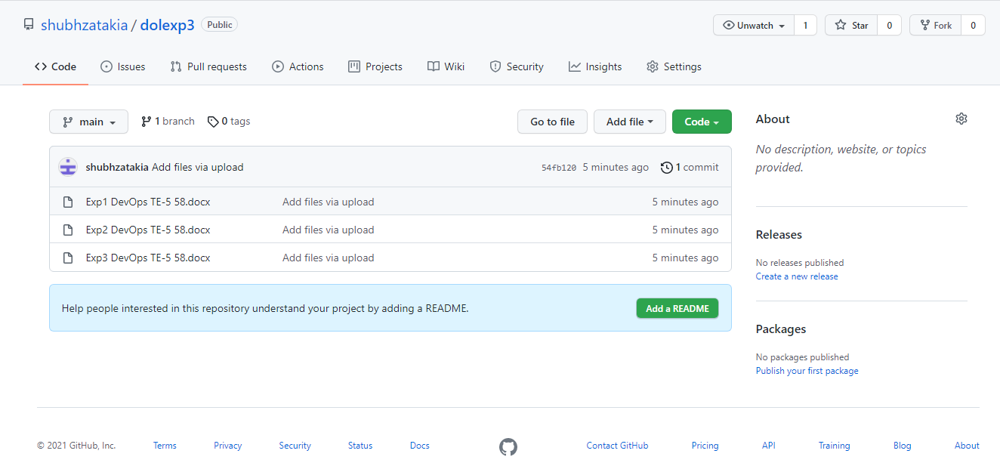 shubhzatakia / dolexp3 Public Unwatch 1 Star 0 Fork 0
Code Issues Pull requests Actions Projects Wiki Security Insights Settings
main 1 branch 0 tags Go to file Add file Code
shubhzatakia Add files via upload 54fb120 5 minutes ago 1 commit
Exp1 DevOps TE-5 58.docx Add files via upload 5 minutes ago
Exp2 DevOps TE-5 58.docx Add files via upload 5 minutes ago
Exp3 DevOps TE-5 58.docx Add files via upload 5 minutes ago
Help people interested in this repository understand your project by adding a README. Add a README
About
No description, website, or topics
provided.
Releases
No releases published
Create a new release
Packages
No packages published
Publish your first package
© 2021 GitHub, Inc. Terms Privacy Security Status Docs Contact GitHub Pricing API Training Blog About